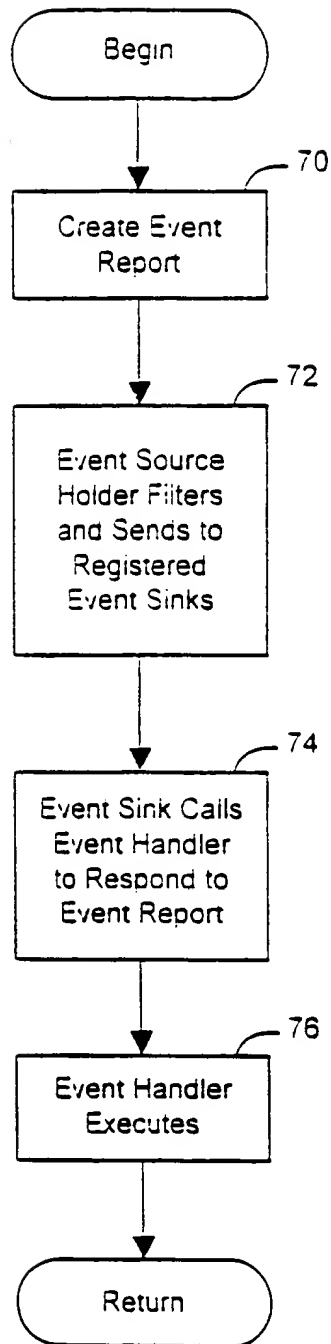 Begin
70
Create Event
Report
72
Event Source
Holder Filters
and Sends to
Registered
Event Sinks
74
Event Sink Calls
Event Handler
to Respond to
Event Report
76
Event Handler
Executes
Return